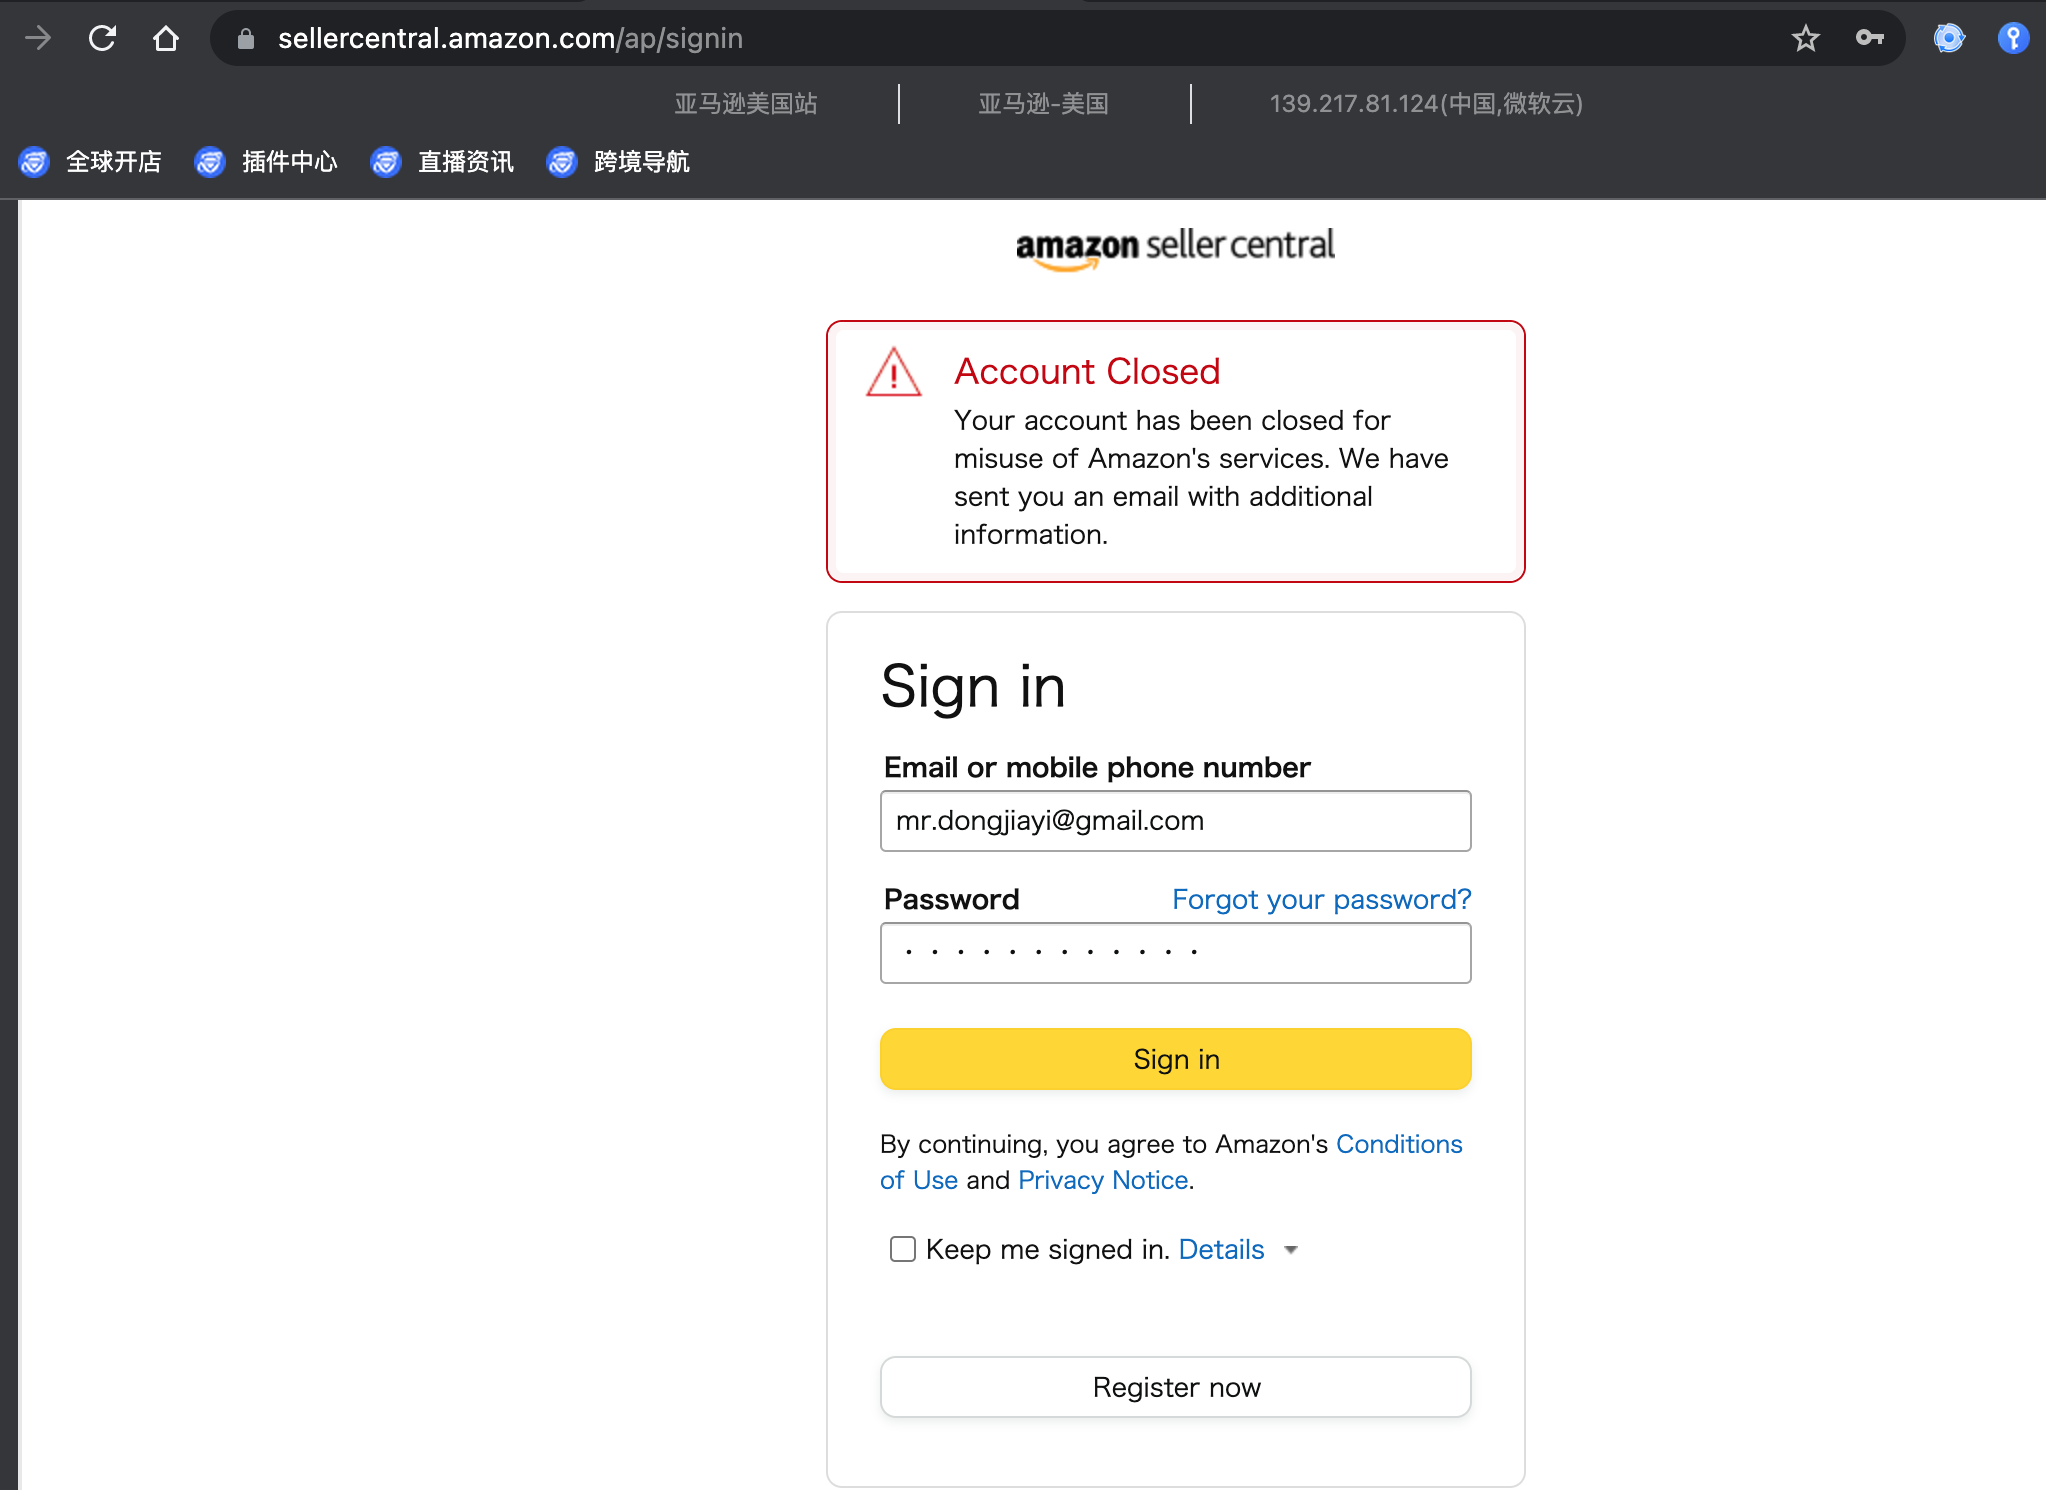 sellercentral.amazon.com/ap/signin
亚马逊美国站
亚马逊-美国
139.217.81.124(中国,微软云)
全球开店
插件中心
直播资讯
跨境导航
amazon seller central
Account Closed
Your account has been closed for
misuse of Amazon's services. We have
sent you an email with additional
information.
Sign in
Email or mobile phone number
mr.dongjiayi@gmail.com
Password
Forgot your password?
Sign in
By continuing, you agree to Amazon's Conditions
of Use and Privacy Notice.
Keep me signed in. Details
Register now